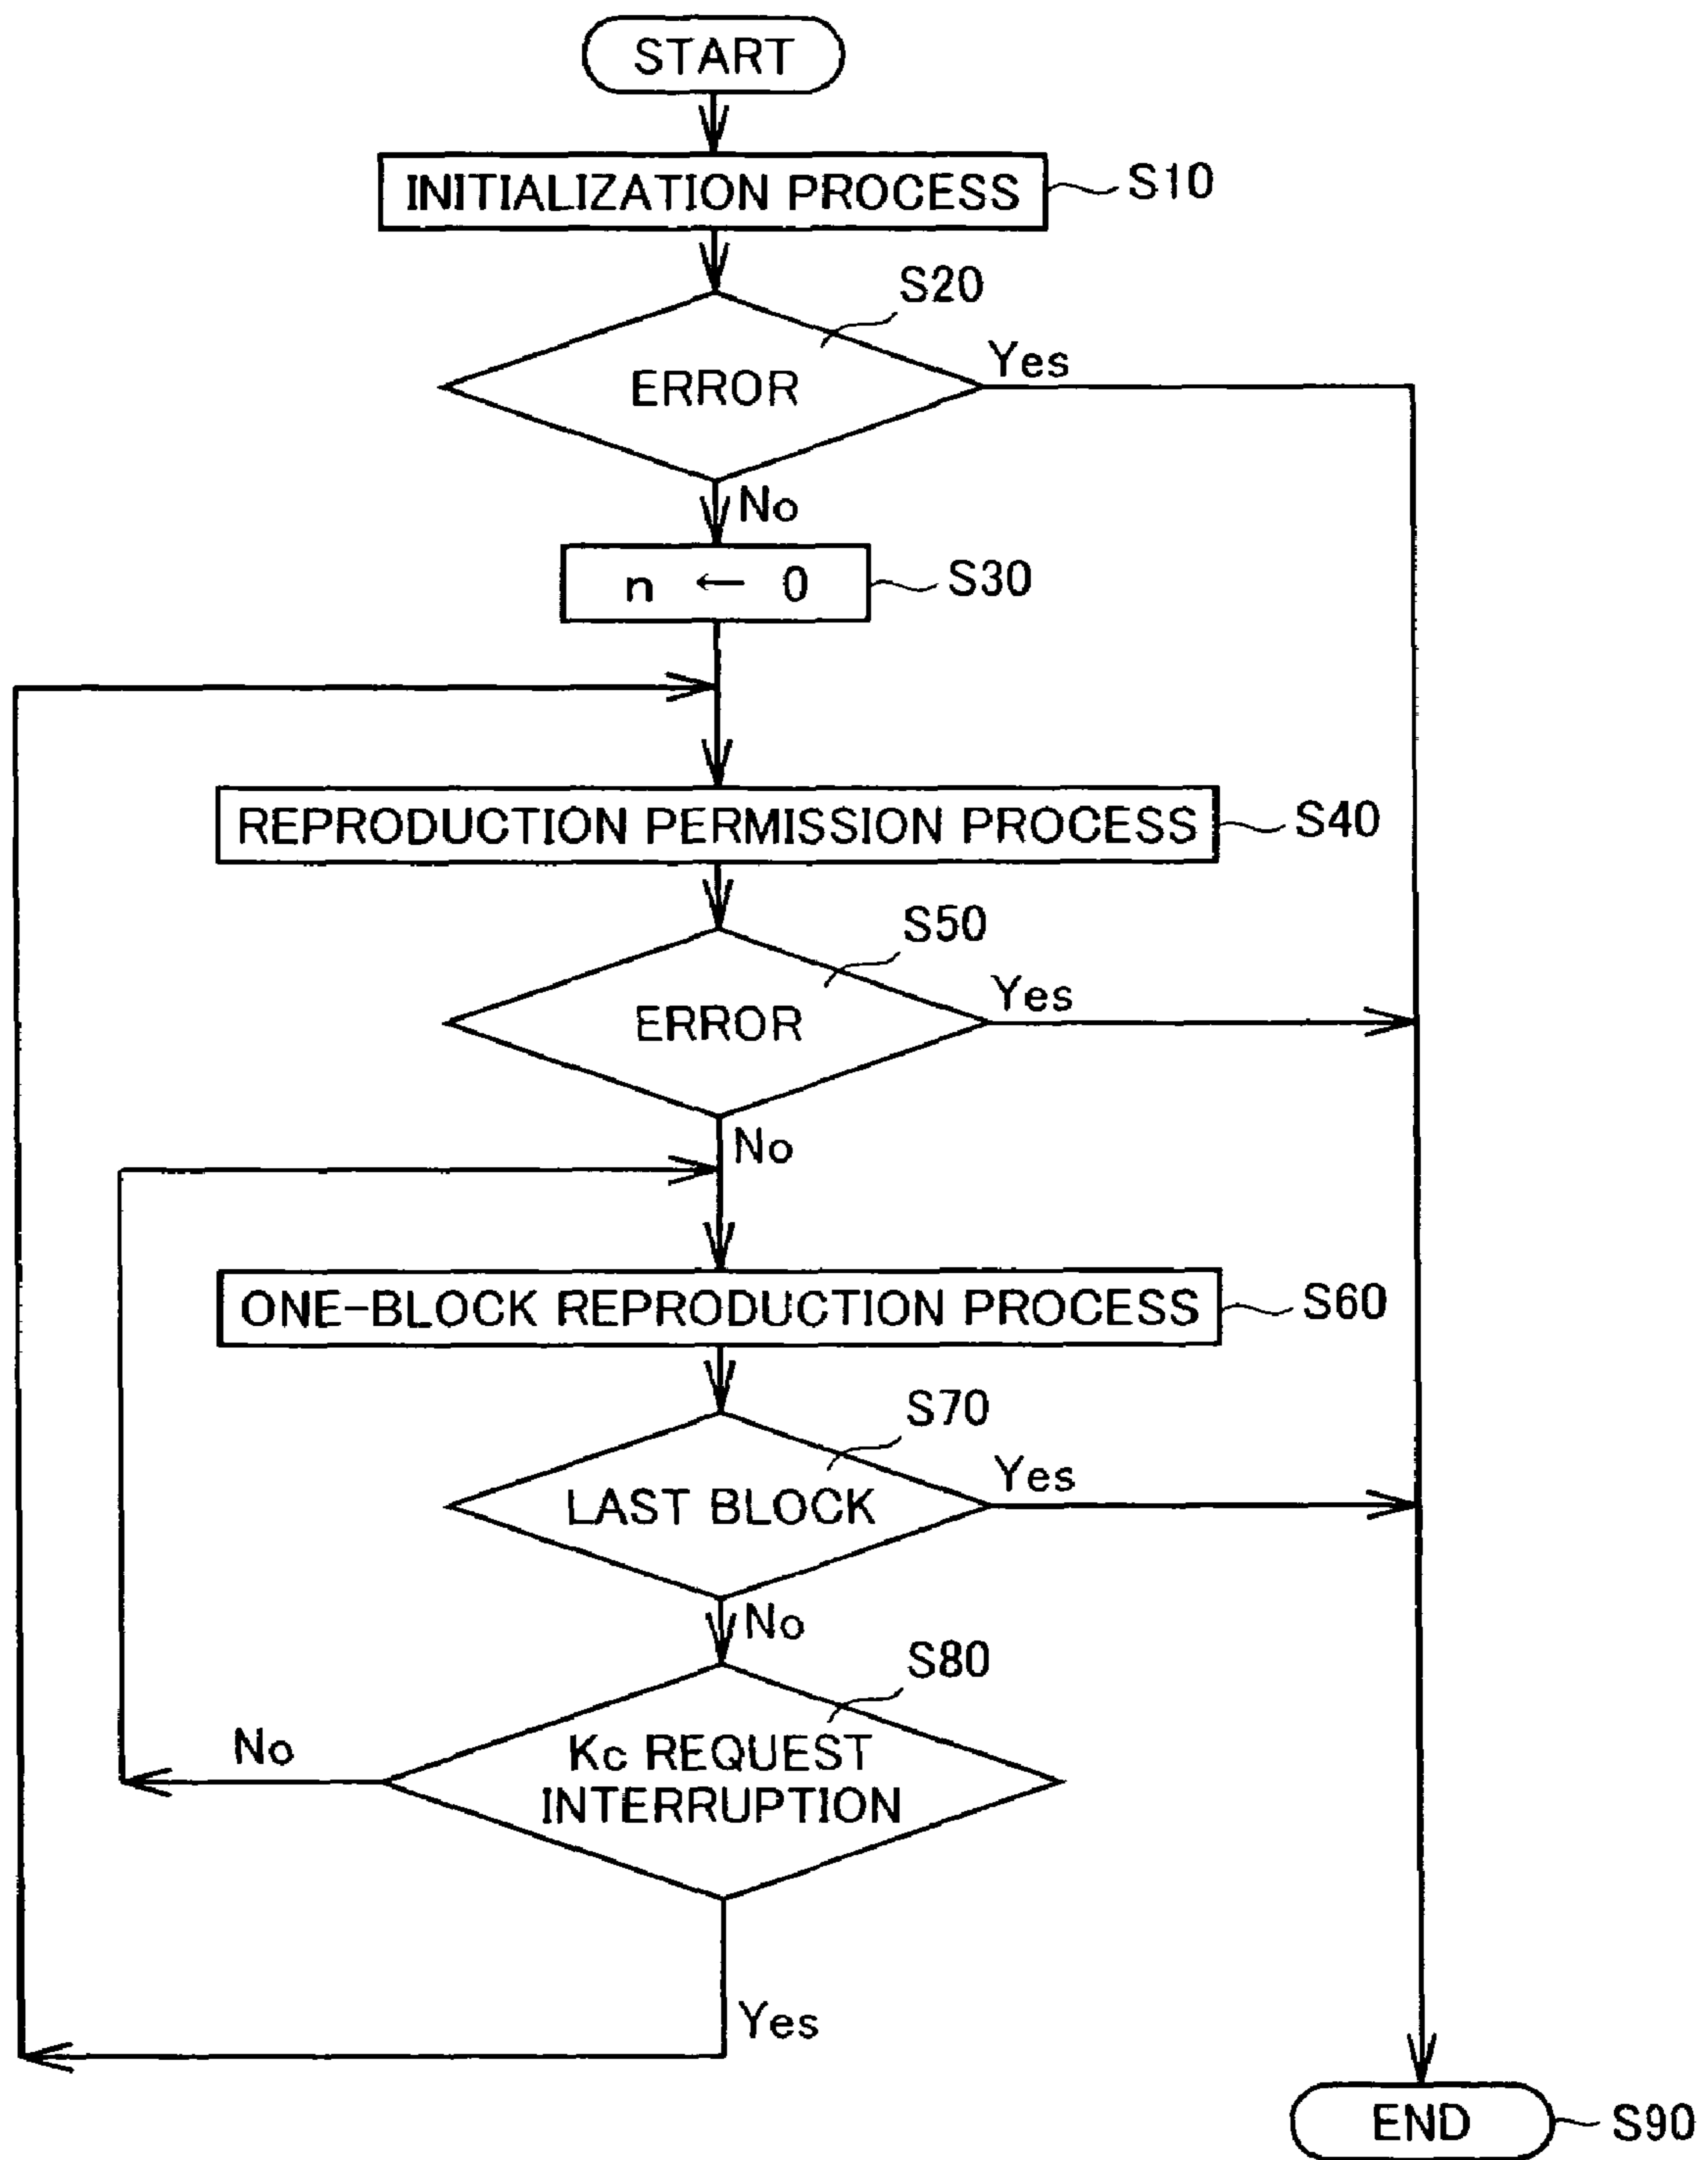 START
INITIALIZATION PROCESS
S10
S20
ERROR
Yes
No
n ← 0
S30
REPRODUCTION PERMISSION PROCESS
S40
S50
ERROR
Yes
No
ONE-BLOCK REPRODUCTION PROCESS
S60
S70
LAST BLOCK
Yes
No
S80
Kc REQUEST
INTERRUPTION
No
Yes
END
S90